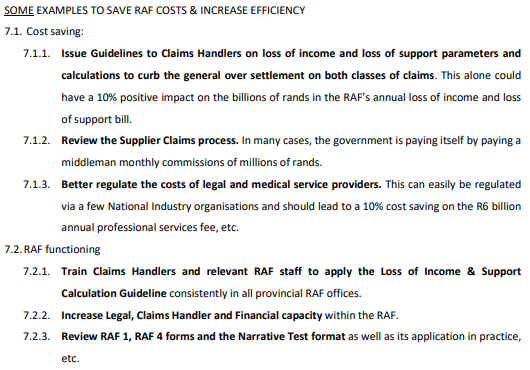 SOME EXAMPLES TO SAVE RAF COSTS & INCREASE EFFICIENCY
7.1. Cost saving:
7.1.1. Issue Guidelines to Claims Handlers on loss of income and loss of support parameters and
calculations to curb the general over settlement on both classes of claims. This alone could
have a 10% positive impact on the billions of rands in the RAF's annual loss of income and loss
of support bill.
7.1.2. Review the Supplier Claims process. In many cases, the government is paying itself by paying a
middleman monthly commissions of millions of rands.
7.1.3. Better regulate the costs of legal and medical service providers. This can easily be regulated
via a few National Industry organisations and should lead to a 10% cost saving on the R6 billion
annual professional services fee, etc.
7.2. RAF functioning
7.2.1. Train Claims Handlers and relevant RAF staff to apply the Loss of Income & Support
Calculation Guideline consistently in all provincial RAF offices.
7.2.2. Increase Legal, Claims Handler and Financial capacity within the RAF.
7.2.3. Review RAF 1, RAF 4 forms and the Narrative Test format as well as its application in practice,
etc.